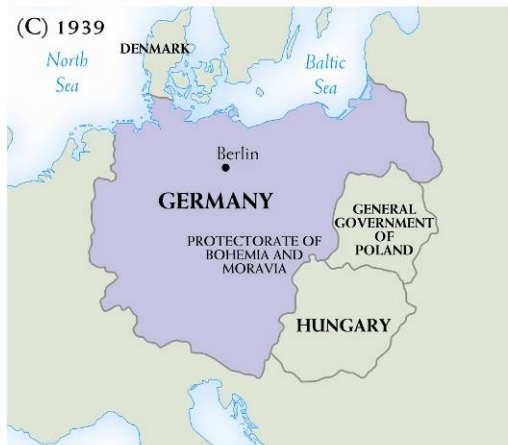 (C) 1939
DENMARK
North
Sea
Baltic
Sea
Berlin
GERMANY
GENERAL
GOVERNMENT
OF
POLAND
PROTECTORATE OF
BOHEMIA AND
MORAVIA
HUNGARY